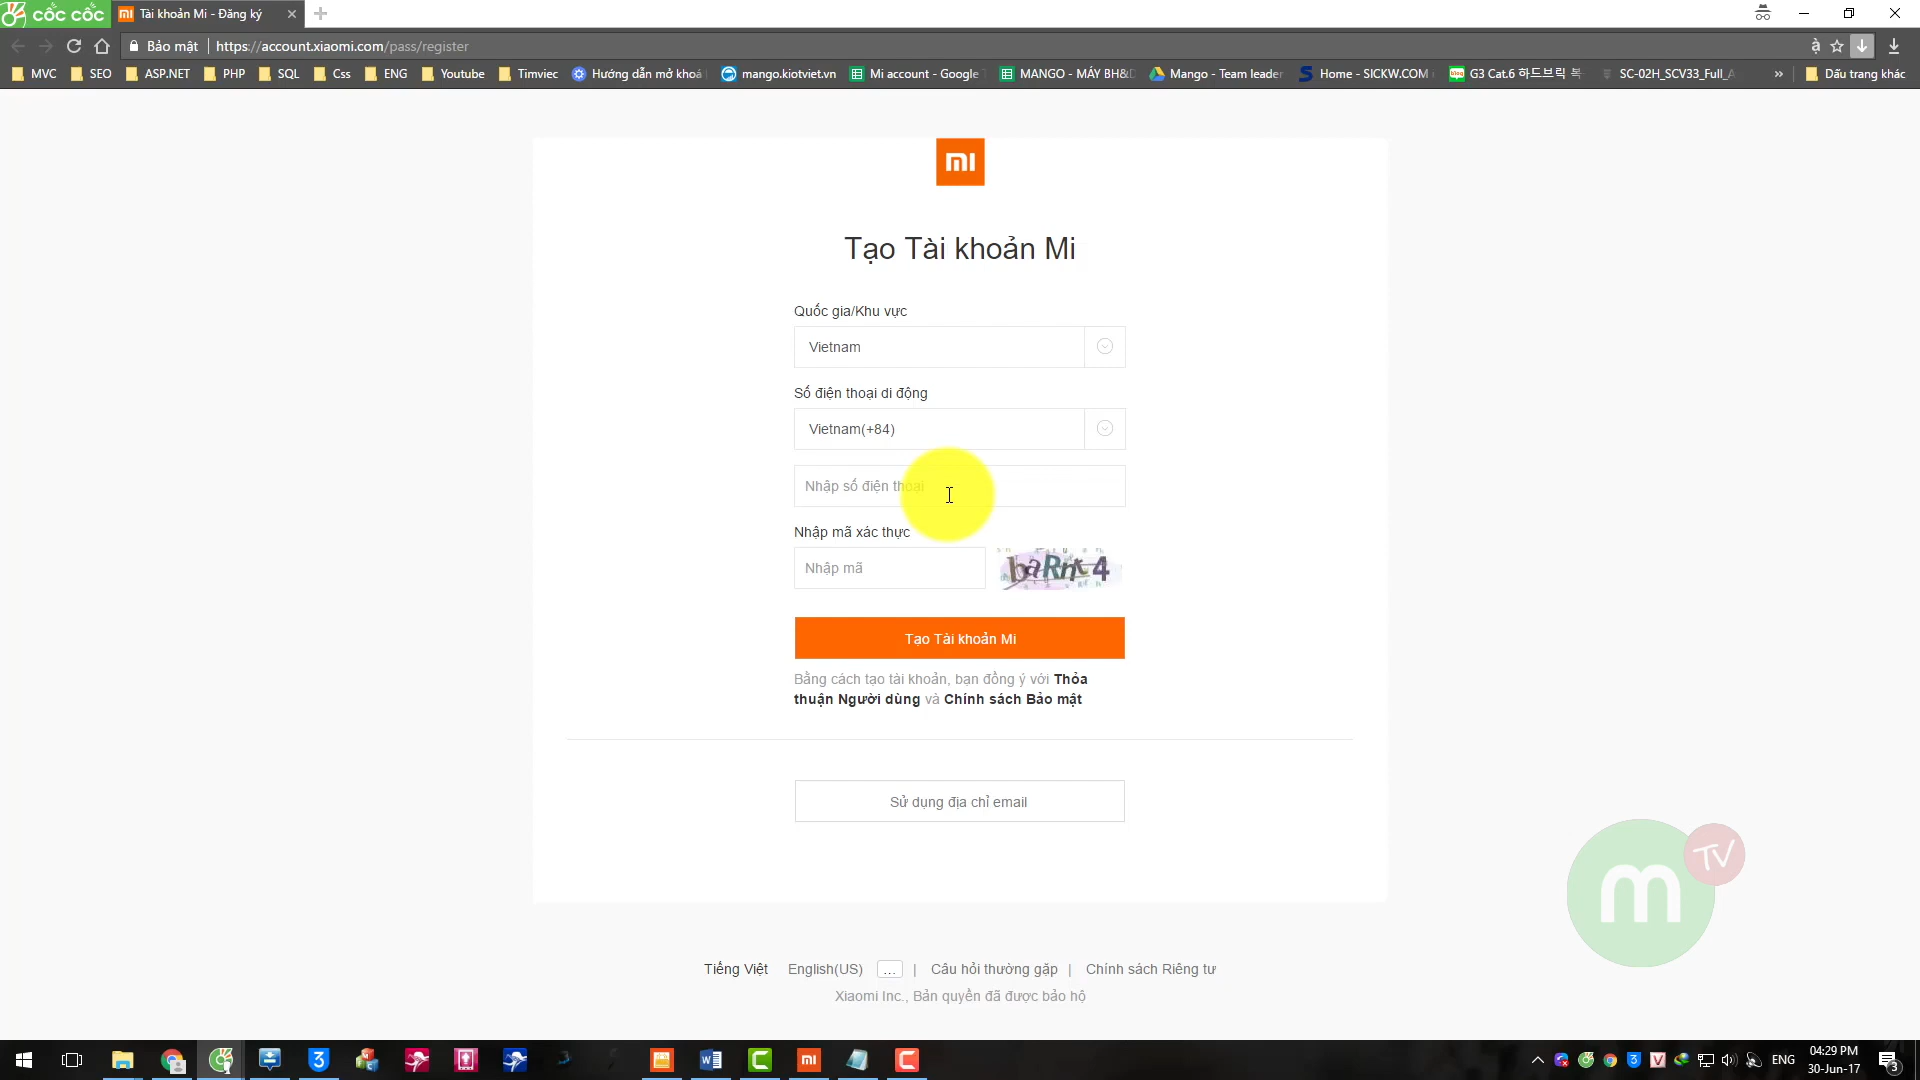 cốc cốc
Tài khoản Mi - Đăng ký
Bảo mật
https://account.xiaomi.com/pass/register
MVC
SEO
ASP.NET
PHP
SQL
Css
ENG
Youtube
Timviec
Hướng dẫn mở khoá
mango.kiotviet.vn
Mi account - Google
MANGO - MÁY BH&
Mango - Team leader
Home - SICKW.COM
G3 Cat.6 하드브릭 복
SC-02H_SCV33_Full_A
»
Dấu trang khác
mi
Tạo Tài khoản Mi
Quốc gia/Khu vực
Vietnam
Số điện thoại di động
Vietnam(+84)
Nhập số điện thoại
Nhập mã xác thực
Nhập mã
Tạo Tài khoản Mi
Bằng cách tạo tài khoản, bạn đồng ý với Thỏa
thuận Người dùng và Chính sách Bảo mật
Sử dụng địa chỉ email
m TV
Tiếng Việt English(US) ... | Câu hỏi thường gặp | Chính sách Riêng tư
Xiaomi Inc., Bản quyền đã được bảo hộ
ENG
04:29 PM
30-Jun-17
3